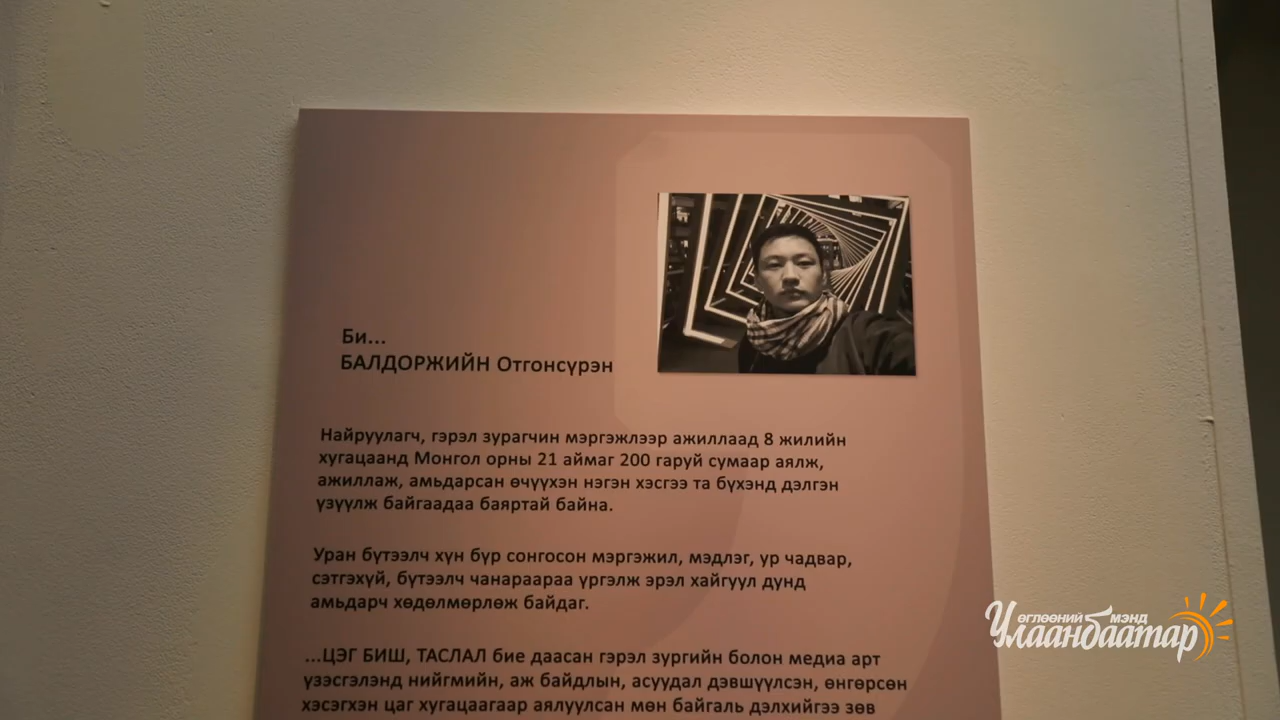 Би...
БАЛДОРЖИЙН Отгонсүрэн
Найруулагч, гэрэл зурагчин мэргэжлээр ажиллаад 8 жилийн
хугацаанд Монгол орны 21 аймаг 200 гаруй сумаар аялж,
ажиллаж, амьдарсан өчүүхэн нэгэн хэсгээ та бүхэнд дэлгэн
үзүүлж байгаадаа баяртай байна.
Уран бүтээлч хүн бүр сонгосон мэргэжил, мэдлэг, ур чадвар,
сэтгэхүй, бүтээлч чанараараа үргэлж эрэл хайгуул дунд
амьдарч хөдөлмөрлөж байдаг.
...ЦЭГ БИШ, ТАСЛАЛ бие даасан гэрэл зургийн болон медиа арт
үзэсгэлэнд нийгмийн, аж байдлын, асуудал дэвшүүлсэн, өнгөрсөн
хэсэгхэн цаг хугацаагаар аялуулсан мөн байгаль дэлхийгээ зөв
өглөөний мэнд
Улаанбаатар